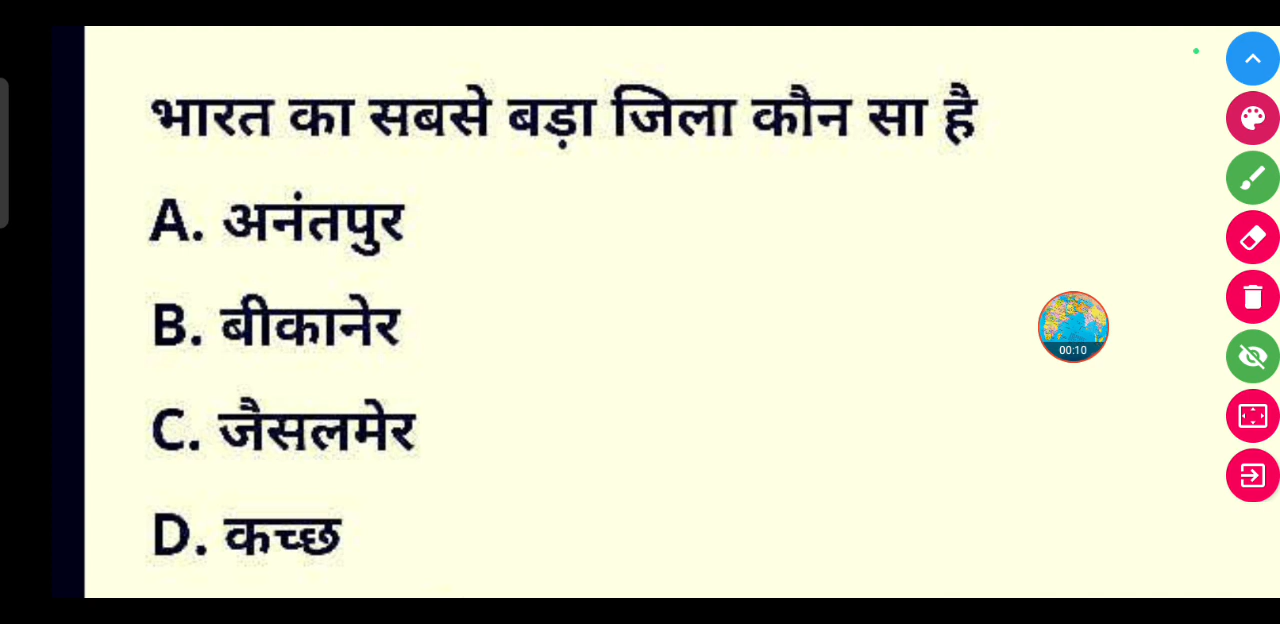 भारत का सबसे बड़ा जिला कौन सा है
A. अनंतपुर
B. बीकानेर
C. जैसलमेर
D. कच्छ
00:10